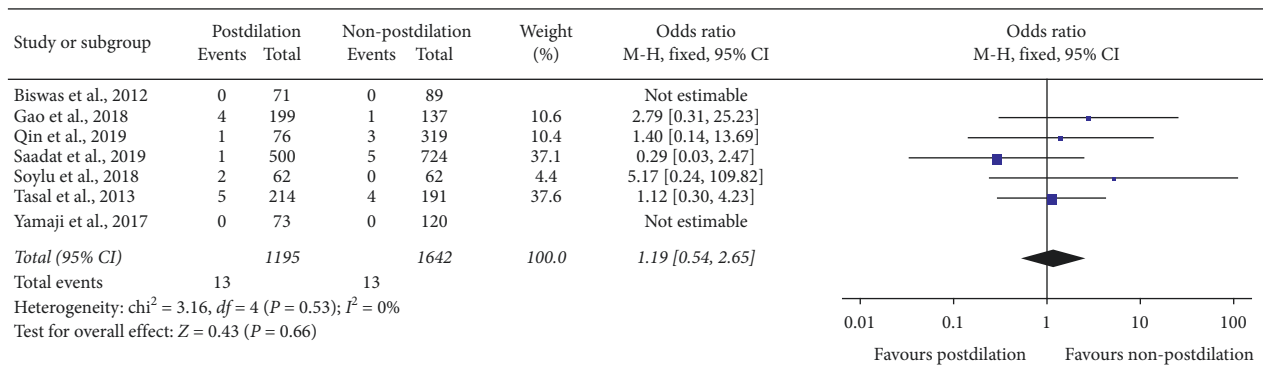 Study or subgroup Postdilation Non-postdilation Weight Odds ratio Odds ratio
Events Total Events Total (%) M-H, fixed, 95% CI M-H, fixed, 95% CI
Biswas et al., 2012 0 71 0 89 Not estimable
Gao et al., 2018 4 199 1 137 10.6 2.79 [0.31, 25.23]
Qin et al., 2019 1 76 3 319 10.4 1.40 [0.14, 13.69]
Saadat et al., 2019 1 500 5 724 37.1 0.29 [0.03, 2.47]
Soylu et al., 2018 2 62 0 62 4.4 5.17 [0.24, 109.82]
Tasal et al., 2013 5 214 4 191 37.6 1.12 [0.30, 4.23]
Yamaji et al., 2017 0 73 0 120 Not estimable
Total (95% CI) 1195 1642 100.0 1.19 [0.54, 2.65]
Total events 13 13
Heterogeneity: chi² = 3.16, df = 4 (P = 0.53); I² = 0%
Test for overall effect: Z = 0.43 (P = 0.66)
0.01 0.1 1 10 100
Favours postdilation Favours non-postdilation